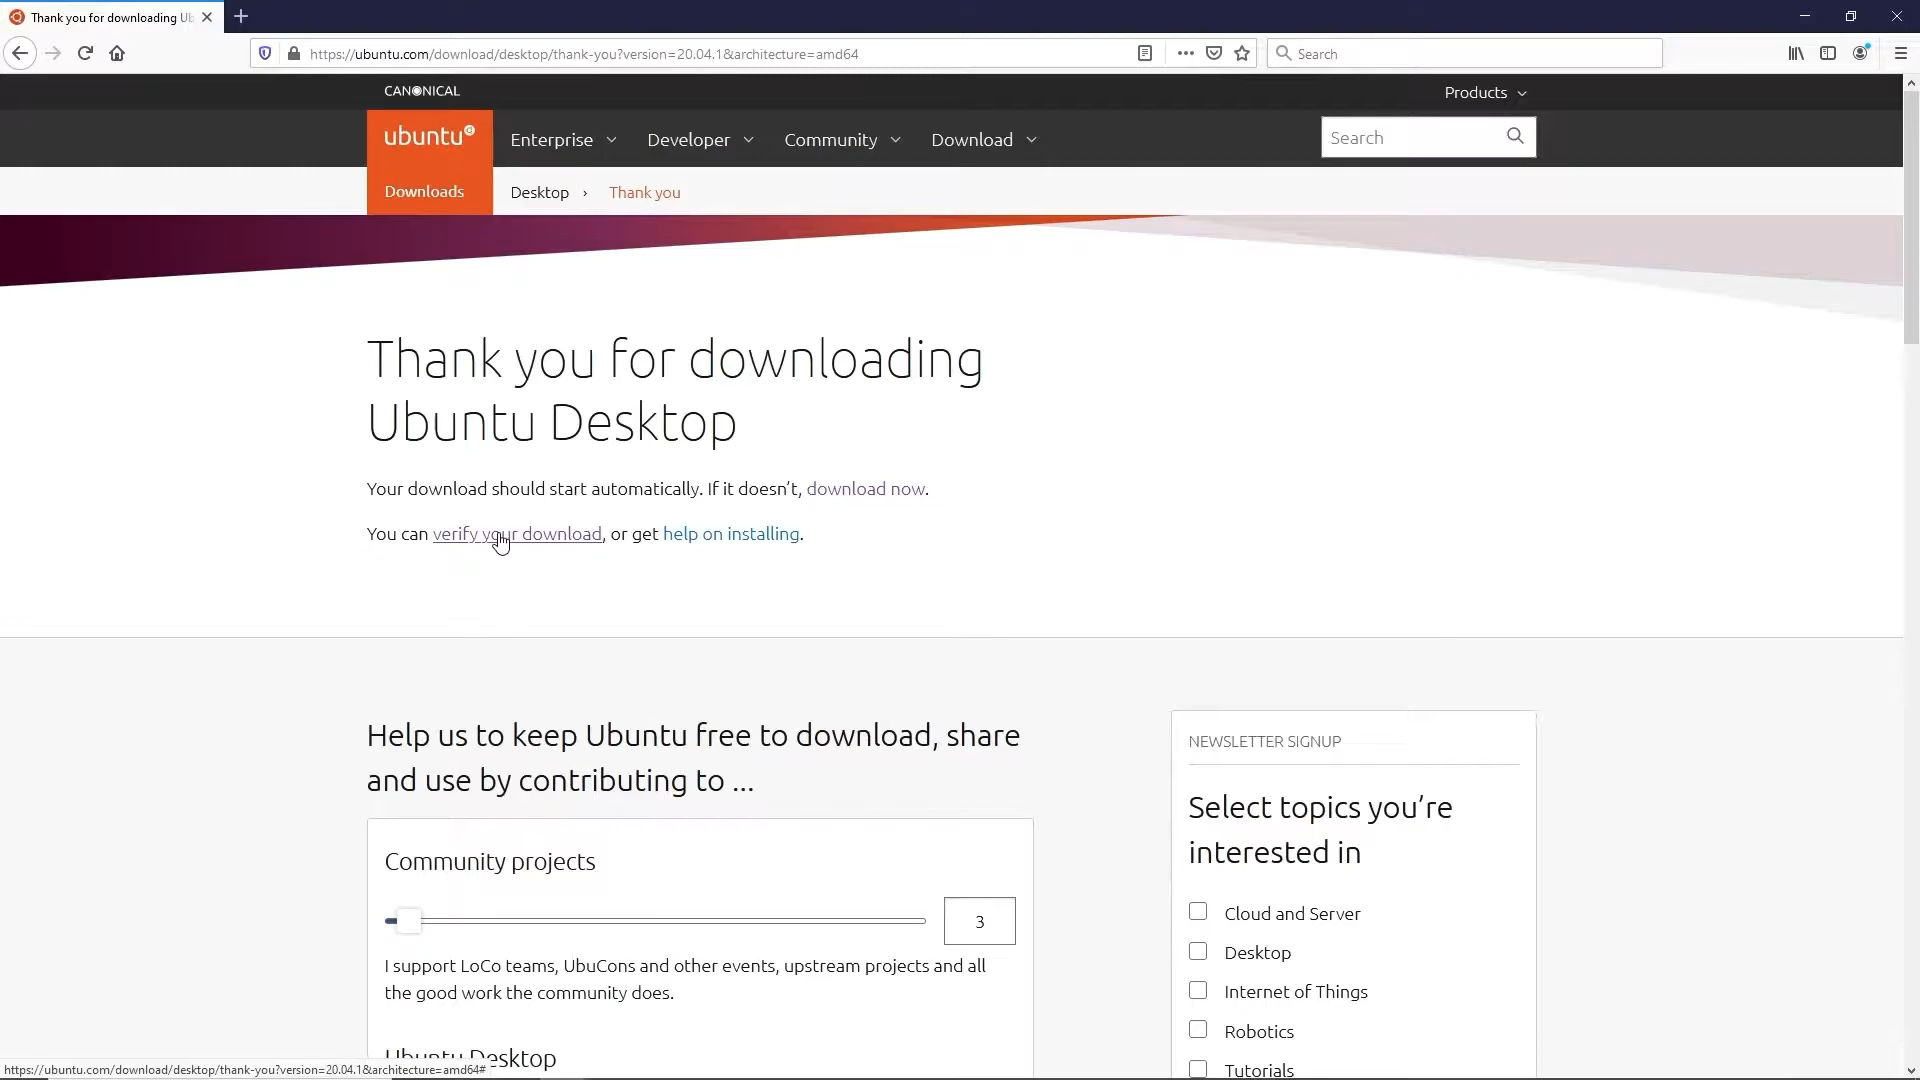 Thank you for downloading Ub
https://ubuntu.com/download/desktop/thank-you?version=20.04.1&architecture=amd64
Search
CANONICAL
Products
ubuntu
Enterprise
Developer
Community
Download
Search
Downloads
Desktop
Thank you
Thank you for downloading
Ubuntu Desktop
Your download should start automatically. If it doesn’t, download now.
You can verify your download, or get help on installing.
Help us to keep Ubuntu free to download, share
and use by contributing to ...
Community projects
3
I support LoCo teams, UbuCons and other events, upstream projects and all
the good work the community does.
Ubuntu Desktop
NEWSLETTER SIGNUP
Select topics you’re
interested in
Cloud and Server
Desktop
Internet of Things
Robotics
Tutorials
https://ubuntu.com/download/desktop/thank-you?version=20.04.1&architecture=amd64#